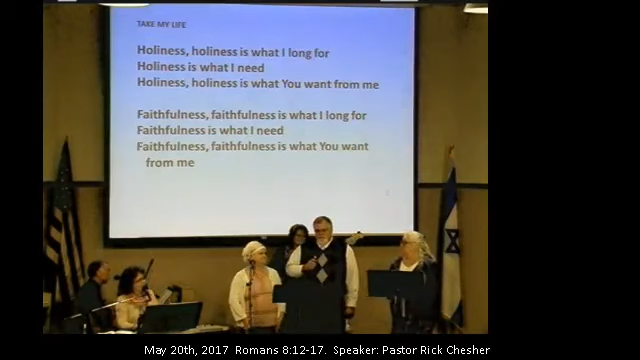 TAKE MY LIFE
Holiness, holiness is what I long for
Holiness is what I need
Holiness, holiness is what You want from me
Faithfulness, faithfulness is what I long for
Faithfulness is what I need
Faithfulness, faithfulness is what You want
from me
May 20th, 2017 Romans 8:12-17. Speaker: Pastor Rick Chesher